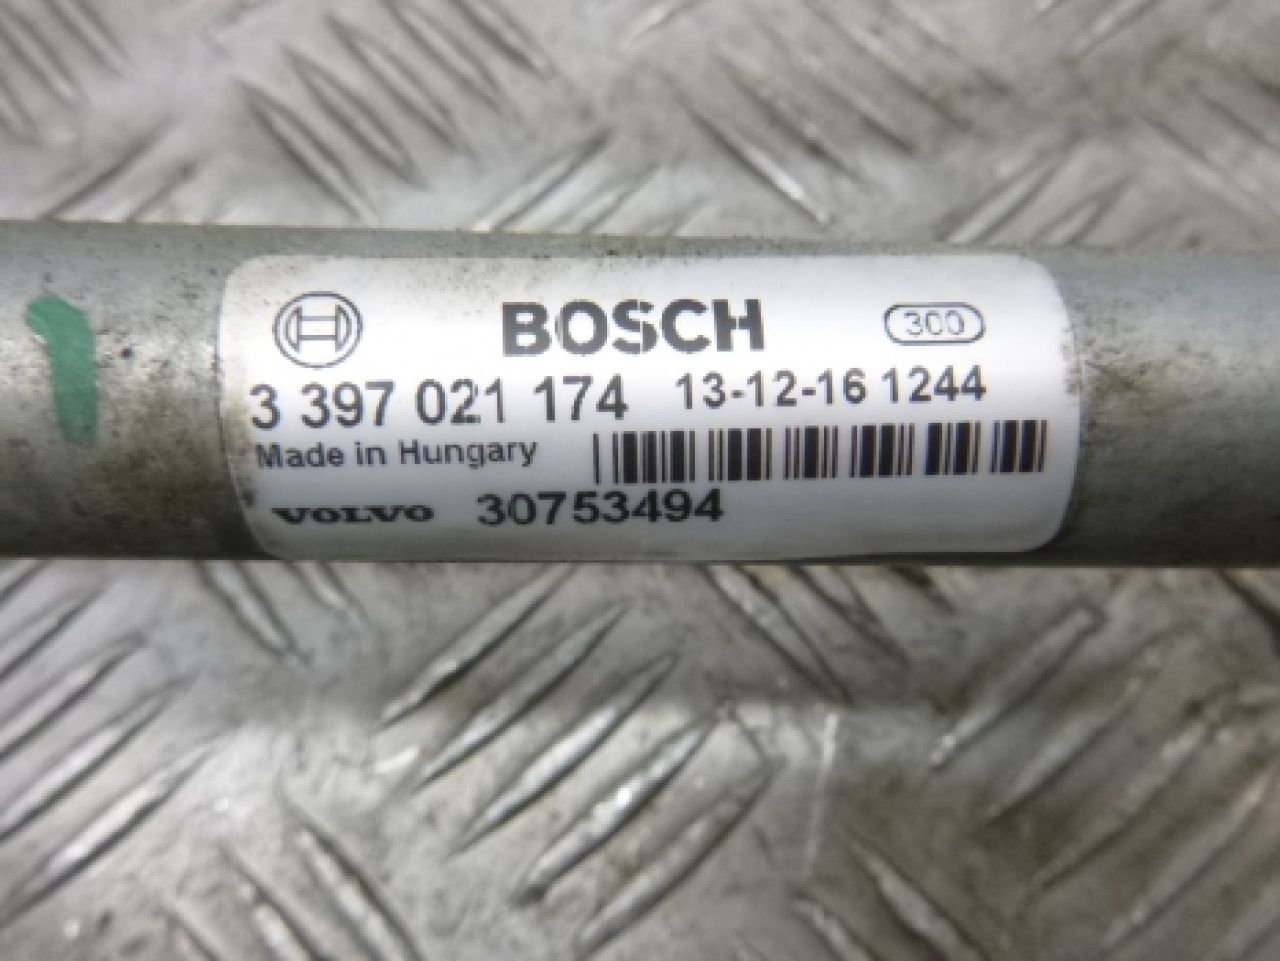 BOSCH 300
3 397 021 174 13-12-16 1244
Made in Hungary
VOLVO 30753494